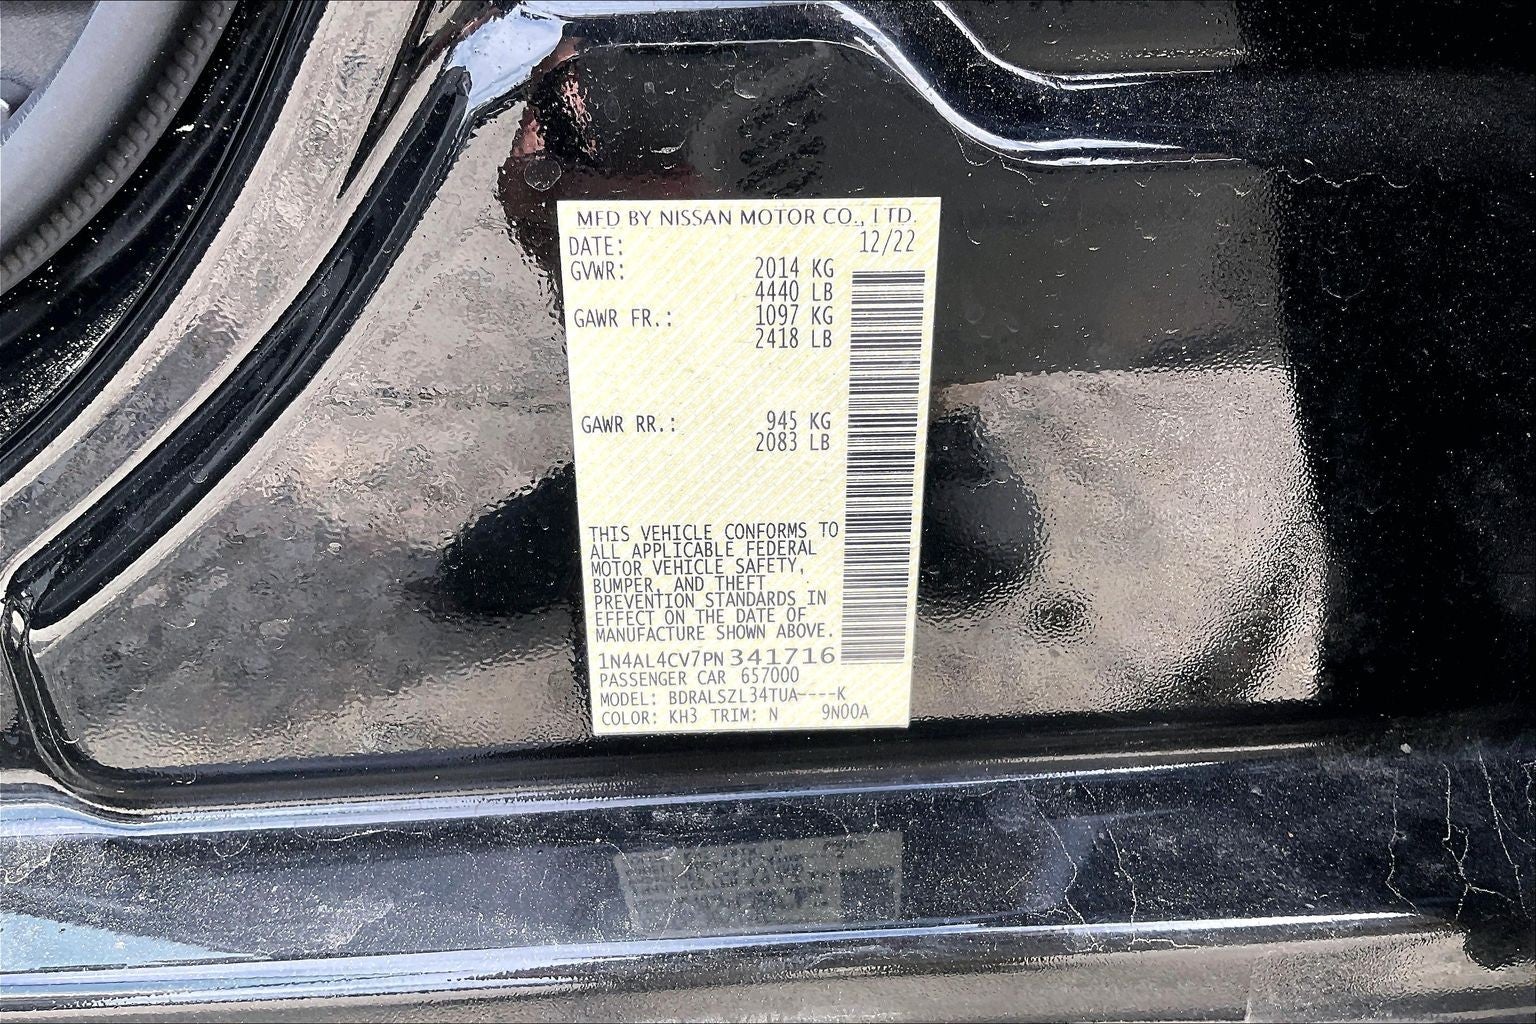 MFD BY NISSAN MOTOR CO., LTD.
DATE: 12/22
GVWR: 2014 KG
4440 LB
GAWR FR.: 1097 KG
2418 LB
GAWR RR.: 945 KG
2083 LB
THIS VEHICLE CONFORMS TO
ALL APPLICABLE FEDERAL
MOTOR VEHICLE SAFETY,
BUMPER, AND THEFT
PREVENTION STANDARDS IN
EFFECT ON THE DATE OF
MANUFACTURE SHOWN ABOVE.
1N4AL4CV7PN341716
PASSENGER CAR 657000
MODEL: BDRALSZL34TUA----K
COLOR: KH3 TRIM: N 9N00A